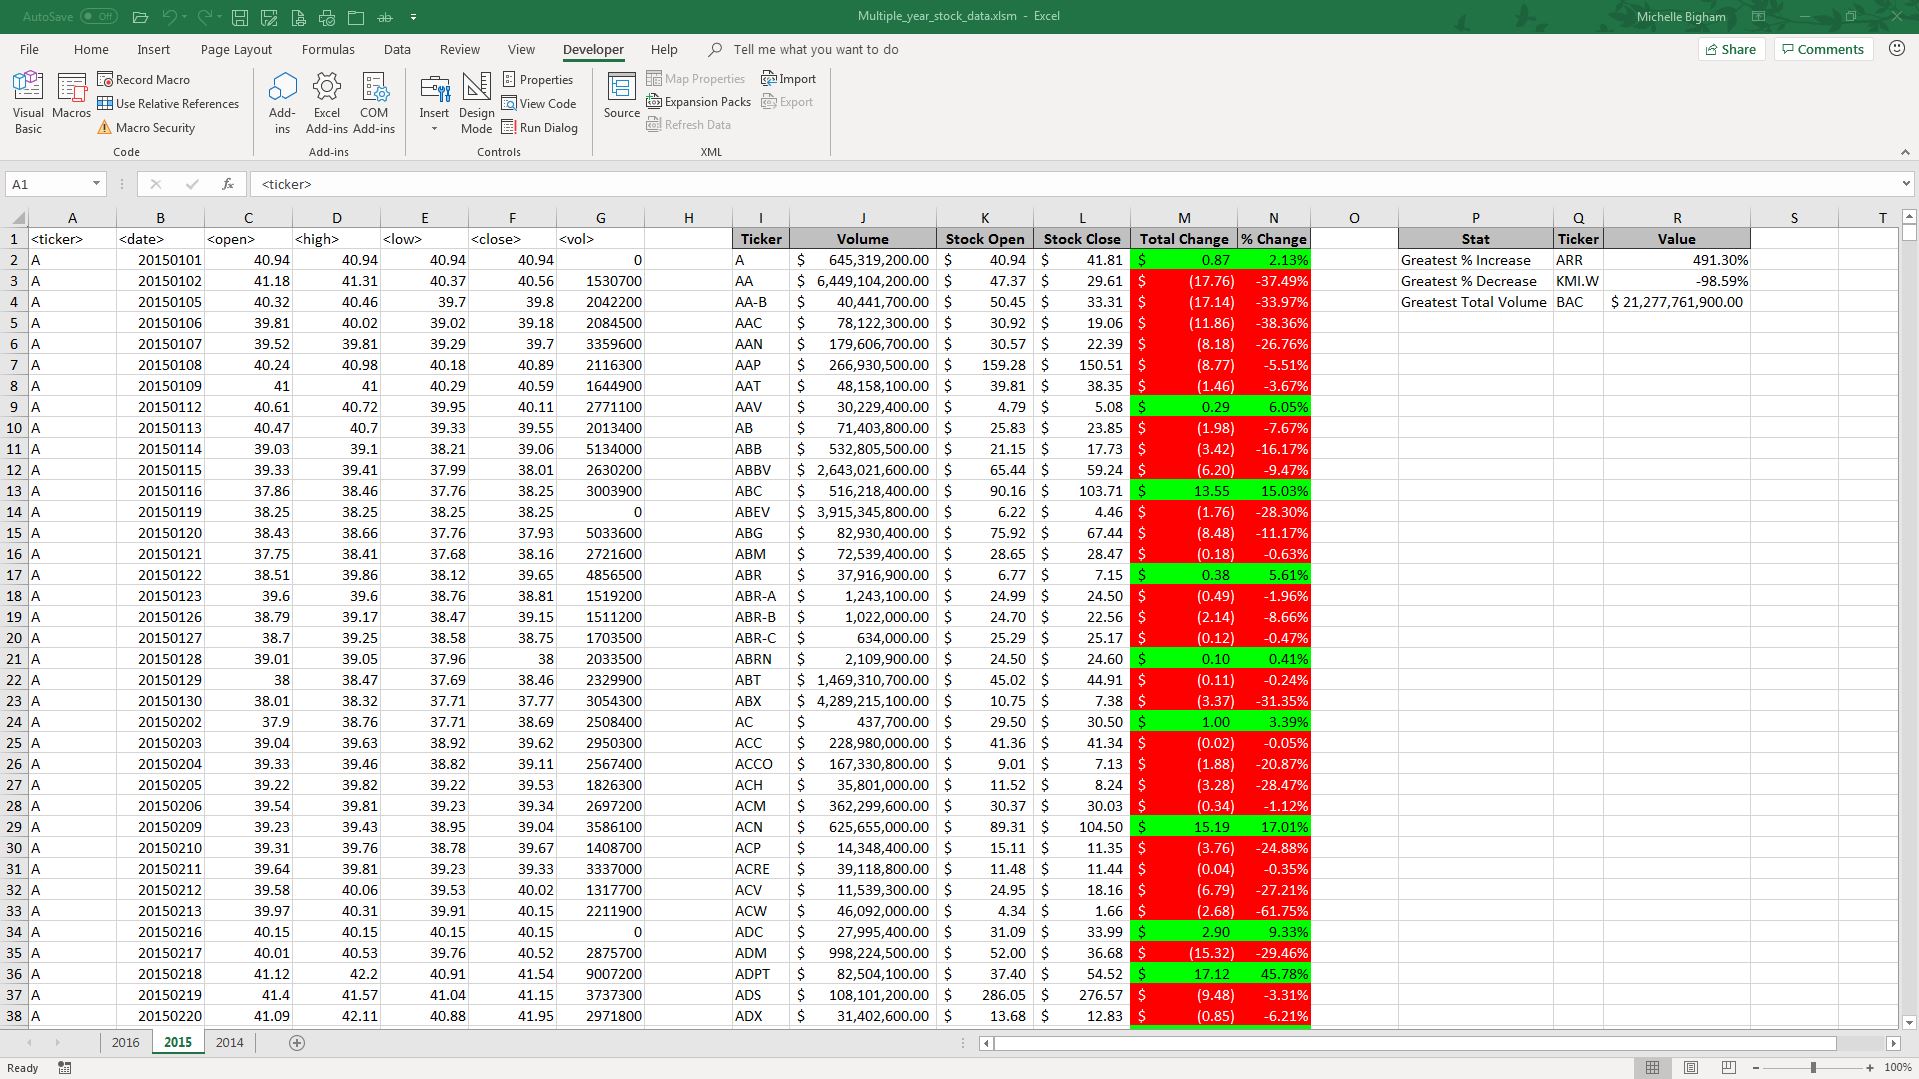 AutoSave Off Multiple_year_stock_data.xlsm - Excel Michelle Bigham
File Home Insert Page Layout Formulas Data Review View Developer Help Tell me what you want to do Share Comments
Visual Basic
Macros
Record Macro
Use Relative References
Macro Security
Code
Add-ins
Excel Add-ins
COM Add-ins
Add-ins
Insert
Design Mode
Properties
View Code
Run Dialog
Controls
Source
Map Properties
Expansion Packs
Refresh Data
Import
Export
XML
A1 fx <ticker>
A B C D E F G H I J K L M N O P Q R S T
1 <ticker> <date> <open> <high> <low> <close> <vol> Ticker Volume Stock Open Stock Close Total Change % Change Stat Ticker Value
2 A 20150101 40.94 40.94 40.94 40.94 0 A $ 645,319,200.00 $ 40.94 $ 41.81 $ 0.87 2.13% Greatest % Increase ARR 491.30%
3 A 20150102 41.18 41.31 40.37 40.56 1530700 AA $ 6,449,104,200.00 $ 47.37 $ 29.61 $ (17.76) -37.49% Greatest % Decrease KMI.W -98.59%
4 A 20150105 40.32 40.46 39.7 39.8 2042200 AA-B $ 40,441,700.00 $ 50.45 $ 33.31 $ (17.14) -33.97% Greatest Total Volume BAC $ 21,277,761,900.00
5 A 20150106 39.81 40.02 39.02 39.18 2084500 AAC $ 78,122,300.00 $ 30.92 $ 19.06 $ (11.86) -38.36%
6 A 20150107 39.52 39.81 39.29 39.7 3359600 AAN $ 179,606,700.00 $ 30.57 $ 22.39 $ (8.18) -26.76%
7 A 20150108 40.24 40.98 40.18 40.89 2116300 AAP $ 266,930,500.00 $ 159.28 $ 150.51 $ (8.77) -5.51%
8 A 20150109 41 41 40.29 40.59 1644900 AAT $ 48,158,100.00 $ 39.81 $ 38.35 $ (1.46) -3.67%
9 A 20150112 40.61 40.72 39.95 40.11 2771100 AAV $ 30,229,400.00 $ 4.79 $ 5.08 $ 0.29 6.05%
10 A 20150113 40.47 40.7 39.33 39.55 2013400 AB $ 71,403,800.00 $ 25.83 $ 23.85 $ (1.98) -7.67%
11 A 20150114 39.03 39.1 38.21 39.06 5134000 ABB $ 532,805,500.00 $ 21.15 $ 17.73 $ (3.42) -16.17%
12 A 20150115 39.33 39.41 37.99 38.01 2630200 ABBV $ 2,643,021,600.00 $ 65.44 $ 59.24 $ (6.20) -9.47%
13 A 20150116 37.86 38.46 37.76 38.25 3003900 ABC $ 516,218,400.00 $ 90.16 $ 103.71 $ 13.55 15.03%
14 A 20150119 38.25 38.25 38.25 38.25 0 ABEV $ 3,915,345,800.00 $ 6.22 $ 4.46 $ (1.76) -28.30%
15 A 20150120 38.43 38.66 37.76 37.93 5033600 ABG $ 82,930,400.00 $ 75.92 $ 67.44 $ (8.48) -11.17%
16 A 20150121 37.75 38.41 37.68 38.16 2721600 ABM $ 72,539,400.00 $ 28.65 $ 28.47 $ (0.18) -0.63%
17 A 20150122 38.51 39.86 38.12 39.65 4856500 ABR $ 37,916,900.00 $ 6.77 $ 7.15 $ 0.38 5.61%
18 A 20150123 39.6 39.6 38.76 38.81 1519200 ABR-A $ 1,243,100.00 $ 24.99 $ 24.50 $ (0.49) -1.96%
19 A 20150126 38.79 39.17 38.47 39.15 1511200 ABR-B $ 1,022,000.00 $ 24.70 $ 22.56 $ (2.14) -8.66%
20 A 20150127 38.7 39.25 38.58 38.75 1703500 ABR-C $ 634,000.00 $ 25.29 $ 25.17 $ (0.12) -0.47%
21 A 20150128 39.01 39.05 37.96 38 2033500 ABRN $ 2,109,900.00 $ 24.50 $ 24.60 $ 0.10 0.41%
22 A 20150129 38 38.47 37.69 38.46 2329900 ABT $ 1,469,310,700.00 $ 45.02 $ 44.91 $ (0.11) -0.24%
23 A 20150130 38.01 38.32 37.71 37.77 3054300 ABX $ 4,289,215,100.00 $ 10.75 $ 7.38 $ (3.37) -31.35%
24 A 20150202 37.9 38.76 37.71 38.69 2508400 AC $ 437,700.00 $ 29.50 $ 30.50 $ 1.00 3.39%
25 A 20150203 39.04 39.63 38.92 39.62 2950300 ACC $ 228,980,000.00 $ 41.36 $ 41.34 $ (0.02) -0.05%
26 A 20150204 39.33 39.46 38.82 39.11 2567400 ACCO $ 167,330,800.00 $ 9.01 $ 7.13 $ (1.88) -20.87%
27 A 20150205 39.22 39.82 39.22 39.53 1826300 ACH $ 35,801,000.00 $ 11.52 $ 8.24 $ (3.28) -28.47%
28 A 20150206 39.54 39.81 39.23 39.34 2697200 ACM $ 362,299,600.00 $ 30.37 $ 30.03 $ (0.34) -1.12%
29 A 20150209 39.23 39.43 38.95 39.04 3586100 ACN $ 625,655,000.00 $ 89.31 $ 104.50 $ 15.19 17.01%
30 A 20150210 39.31 39.76 38.78 39.67 1408700 ACP $ 14,348,400.00 $ 15.11 $ 11.35 $ (3.76) -24.88%
31 A 20150211 39.64 39.81 39.23 39.33 3337000 ACRE $ 39,118,800.00 $ 11.48 $ 11.44 $ (0.04) -0.35%
32 A 20150212 39.58 40.06 39.53 40.02 1317700 ACV $ 11,539,300.00 $ 24.95 $ 18.16 $ (6.79) -27.21%
33 A 20150213 39.97 40.31 39.91 40.15 2211900 ACW $ 46,092,000.00 $ 4.34 $ 1.66 $ (2.68) -61.75%
34 A 20150216 40.15 40.15 40.15 40.15 0 ADC $ 27,995,400.00 $ 31.09 $ 33.99 $ 2.90 9.33%
35 A 20150217 40.01 40.53 39.76 40.52 2875700 ADM $ 998,224,500.00 $ 52.00 $ 36.68 $ (15.32) -29.46%
36 A 20150218 41.12 42.2 40.91 41.54 9007200 ADPT $ 82,504,100.00 $ 37.40 $ 54.52 $ 17.12 45.78%
37 A 20150219 41.4 41.57 41.04 41.15 3737300 ADS $ 108,101,200.00 $ 286.05 $ 276.57 $ (9.48) -3.31%
38 A 20150220 41.09 42.11 40.88 41.95 2971800 ADX $ 31,402,600.00 $ 13.68 $ 12.83 $ (0.85) -6.21%
2016 2015 2014
Ready 100%